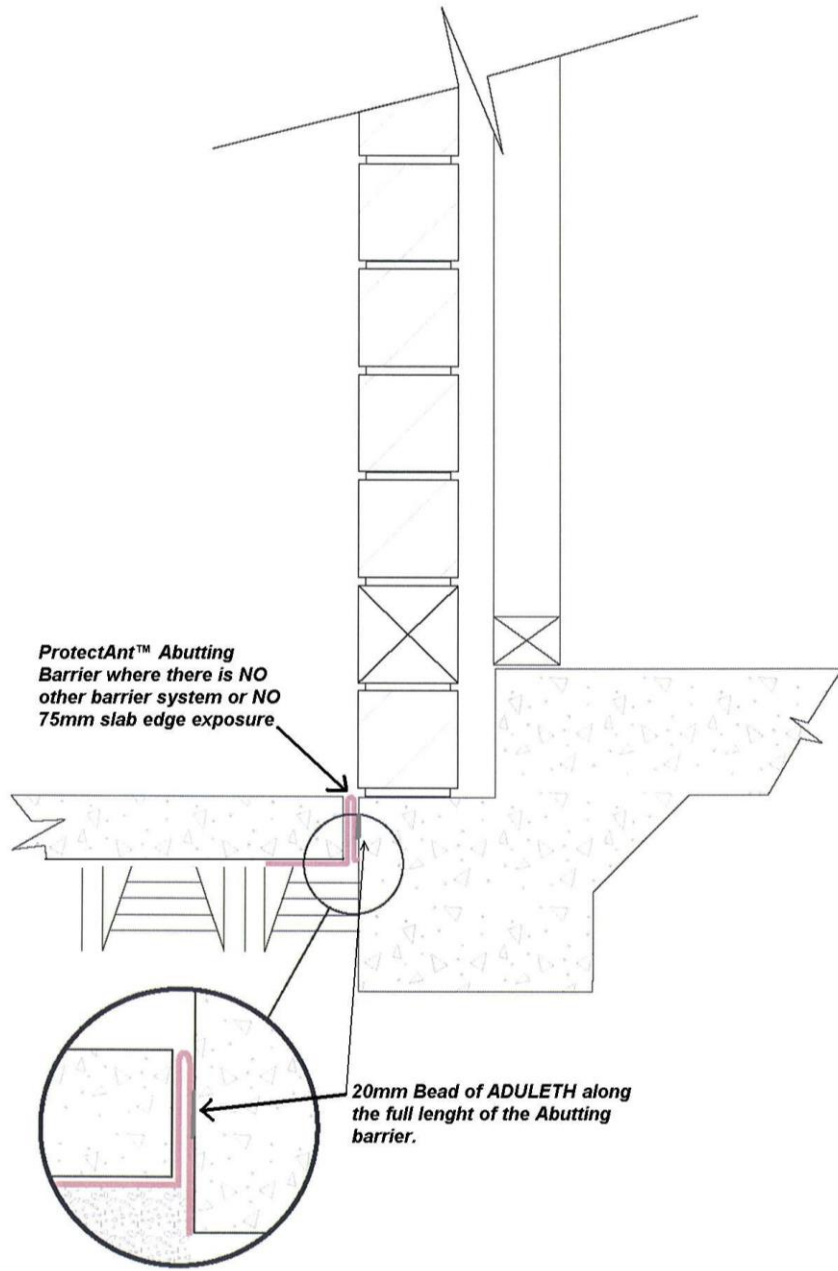 ProtectAnt™ Abutting
Barrier where there is NO
other barrier system or NO
75mm slab edge exposure
20mm Bead of ADULETH along
the full lenght of the Abutting
barrier.